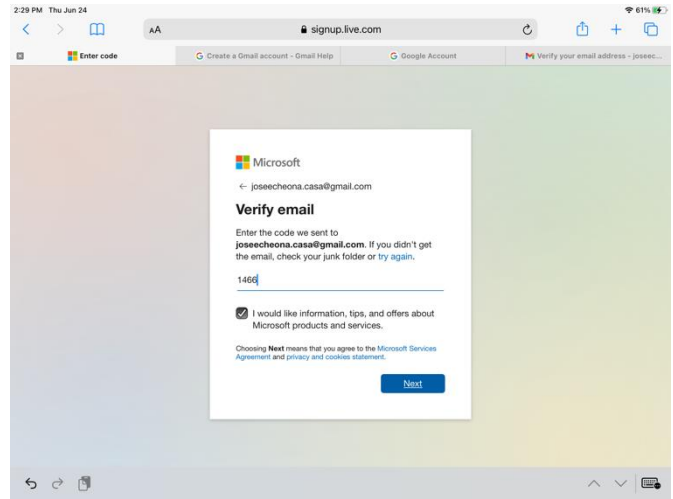 2:29 PM Thu Jun 24
61%
AA
signup.live.com
Enter code
Create a Gmail account - Gmail Help
Google Account
Verify your email address - joseec...
Microsoft
← joseecheona.casa@gmail.com
Verify email
Enter the code we sent to
joseecheona.casa@gmail.com. If you didn't get
the email, check your junk folder or try again.
1466
I would like information, tips, and offers about
Microsoft products and services.
Choosing Next means that you agree to the Microsoft Services
Agreement and privacy and cookies statement.
Next